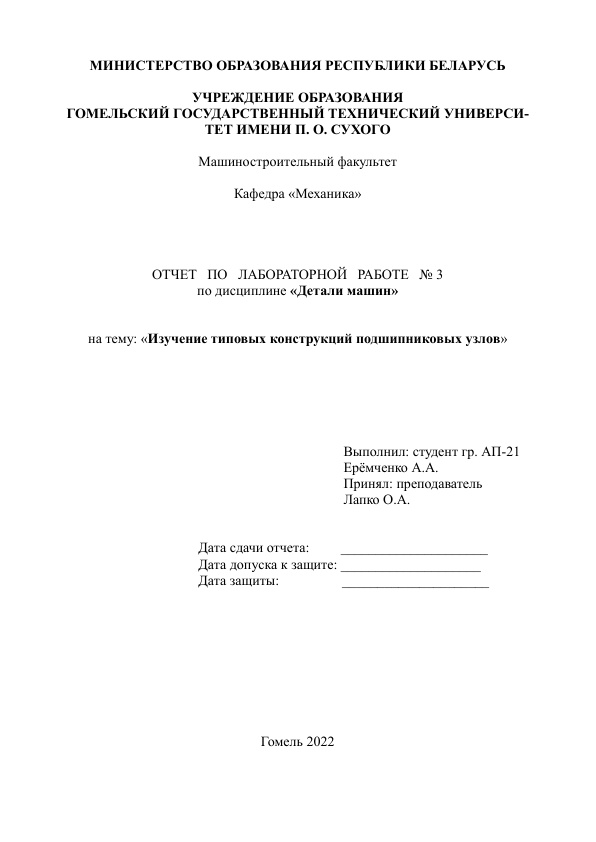 МИНИСТЕРСТВО ОБРАЗОВАНИЯ РЕСПУБЛИКИ БЕЛАРУСЬ
УЧРЕЖДЕНИЕ ОБРАЗОВАНИЯ
ГОМЕЛЬСКИЙ ГОСУДАРСТВЕННЫЙ ТЕХНИЧЕСКИЙ УНИВЕРСИ-
ТЕТ ИМЕНИ П. О. СУХОГО
Машиностроительный факультет
Кафедра «Механика»
ОТЧЕТ ПО ЛАБОРАТОРНОЙ РАБОТЕ № 3
по дисциплине «Детали машин»
на тему: «Изучение типовых конструкций подшипниковых узлов»
Выполнил: студент гр. АП-21
Ерёмченко А.А.
Принял: преподаватель
Лапко О.А.
Дата сдачи отчета: _____________________
Дата допуска к защите: ____________________
Дата защиты: _____________________
Гомель 2022